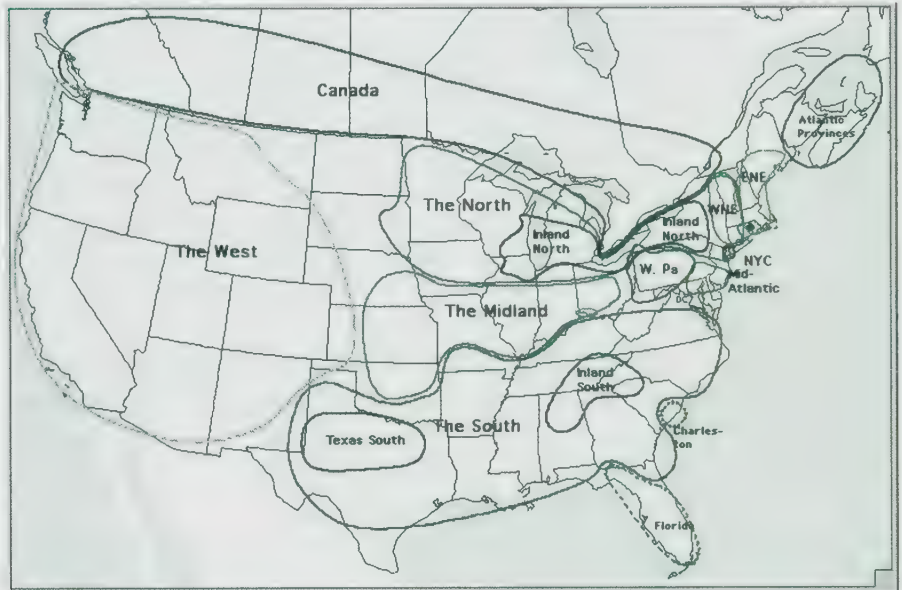 Canada
Atlantic
Provinces
ENE
The North
WNE
Inland
North
Inland
North
The West
W. Pa
NYC
Mid-
Atlantic
The Midland
Inland
South
The South
Charles-
ton
Texas South
Florida